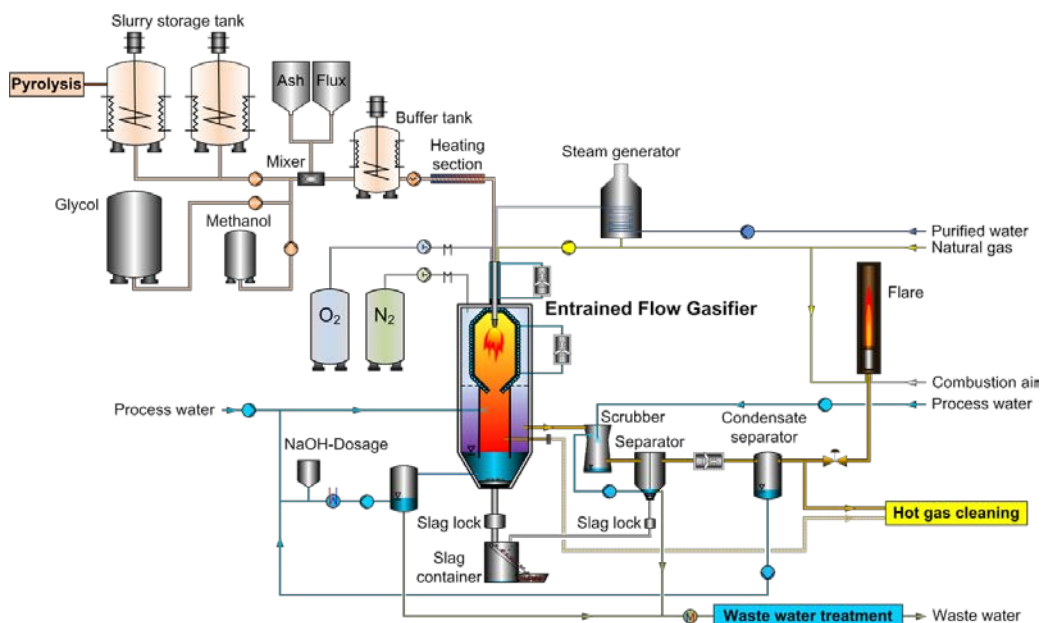 Slurry storage tank
Pyrolysis
Ash
Flux
Buffer tank
Heating
section
Mixer
Steam generator
Glycol
Methanol
Purified water
Natural gas
Flare
O2
N2
Entrained Flow Gasifier
Combustion air
Process water
Process water
Scrubber
Separator
Condensate
separator
NaOH-Dosage
Slag lock
Slag lock
Hot gas cleaning
Slag
container
Waste water treatment
Waste water